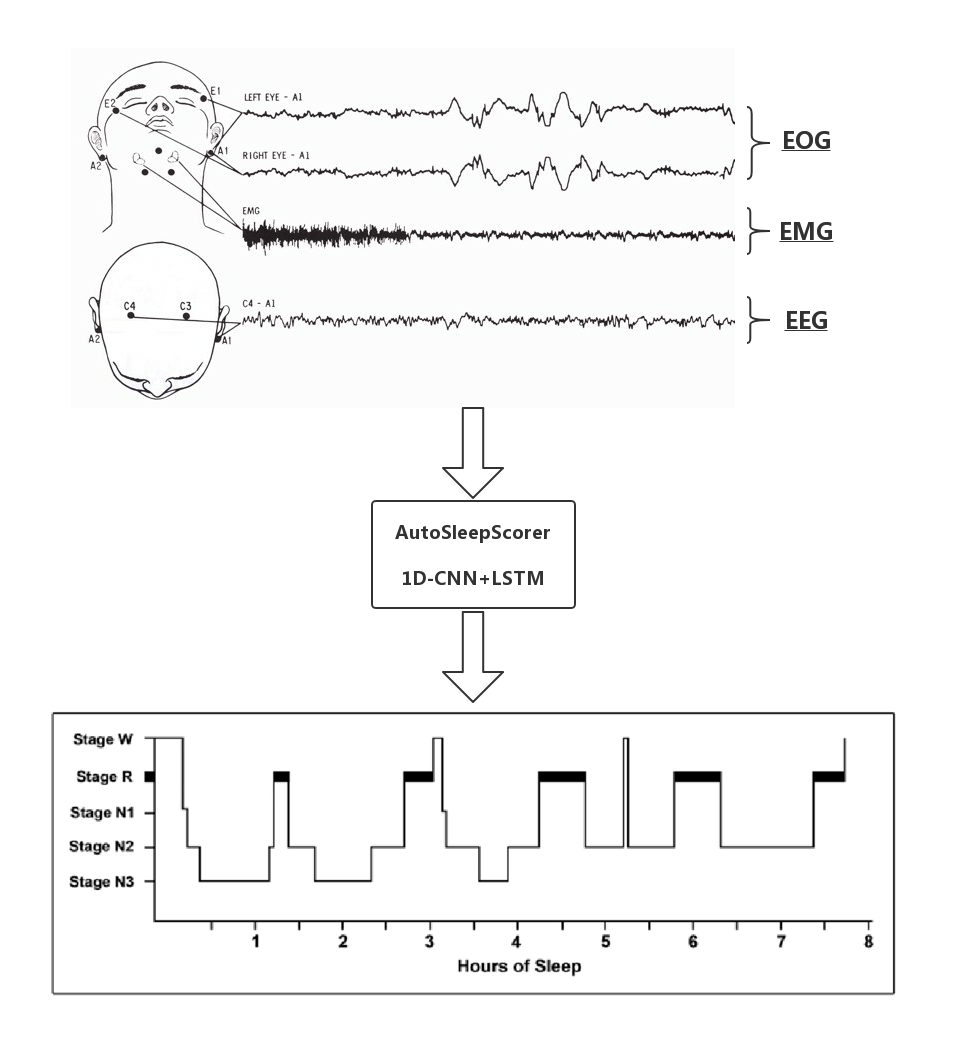 E1
E2
A1
A2
LEFT EYE - A1
RIGHT EYE - A1
EMG
EOG
EMG
C4
C3
A2
A1
C4 - A1
EEG
AutoSleepScorer
1D-CNN+LSTM
Stage W
Stage R
Stage N1
Stage N2
Stage N3
1 2 3 4 5 6 7 8
Hours of Sleep